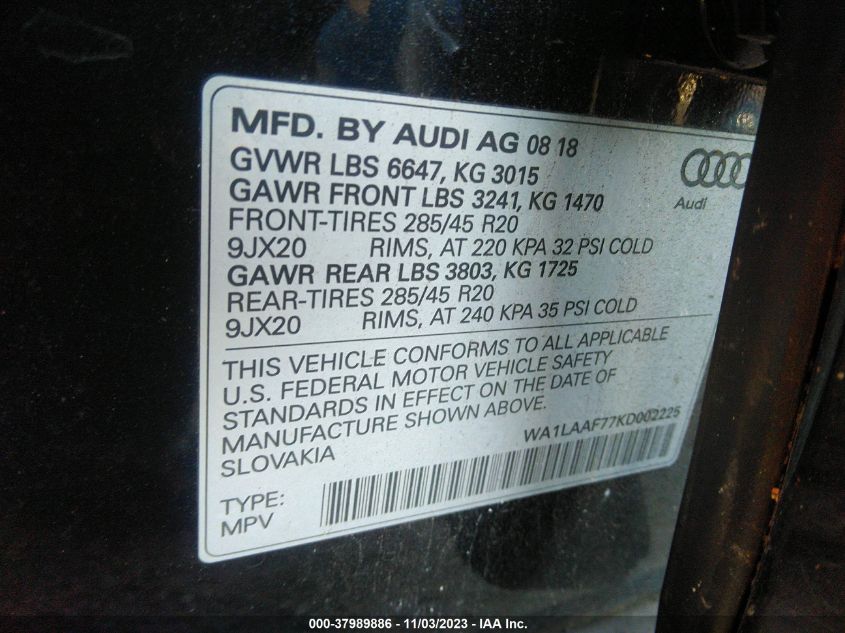 MFD. BY AUDI AG 08 18
GVWR LBS 6647, KG 3015
GAWR FRONT LBS 3241, KG 1470
FRONT-TIRES 285/45 R20
9JX20 RIMS, AT 220 KPA 32 PSI COLD
GAWR REAR LBS 3803, KG 1725
REAR-TIRES 285/45 R20
9JX20 RIMS, AT 240 KPA 35 PSI COLD
Audi
THIS VEHICLE CONFORMS TO ALL APPLICABLE
U.S. FEDERAL MOTOR VEHICLE SAFETY
STANDARDS IN EFFECT ON THE DATE OF
MANUFACTURE SHOWN ABOVE.
SLOVAKIA
WA1LAAF77KD002225
TYPE:
MPV
000-37989886 - 11/03/2023 - IAA Inc.